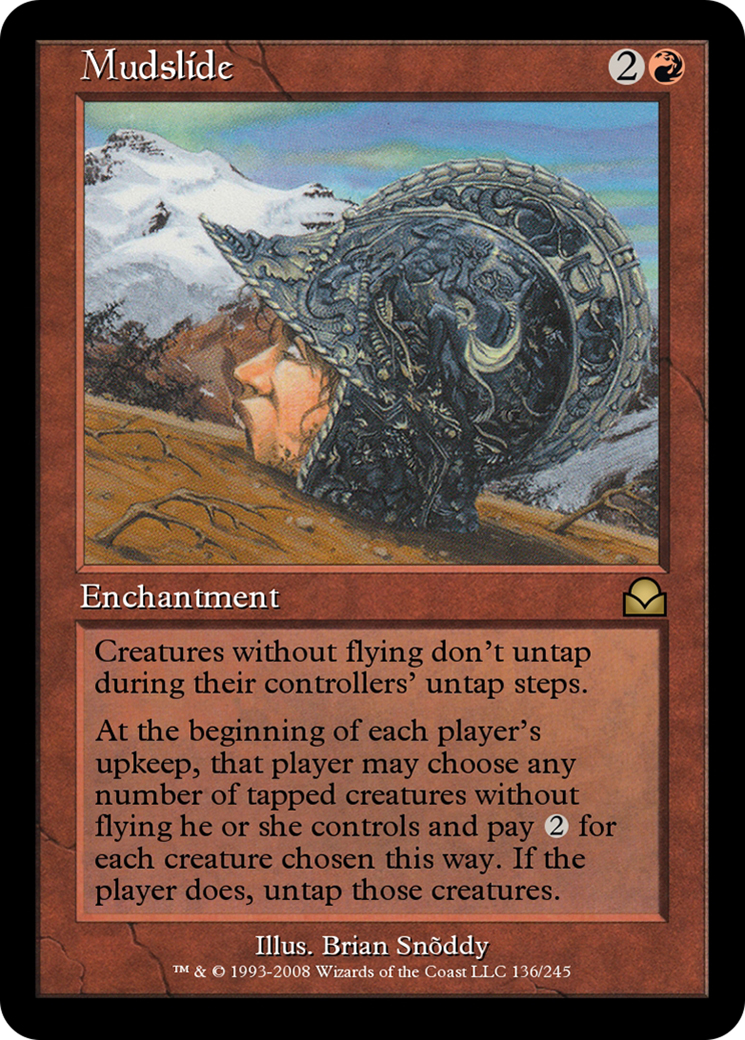 Mudslide 2
Enchantment
Creatures without flying don't untap
during their controllers' untap steps.
At the beginning of each player's
upkeep, that player may choose any
number of tapped creatures without
flying he or she controls and pay 2 for
each creature chosen this way. If the
player does, untap those creatures.
Illus. Brian Snõddy
™ & © 1993-2008 Wizards of the Coast LLC 136/245